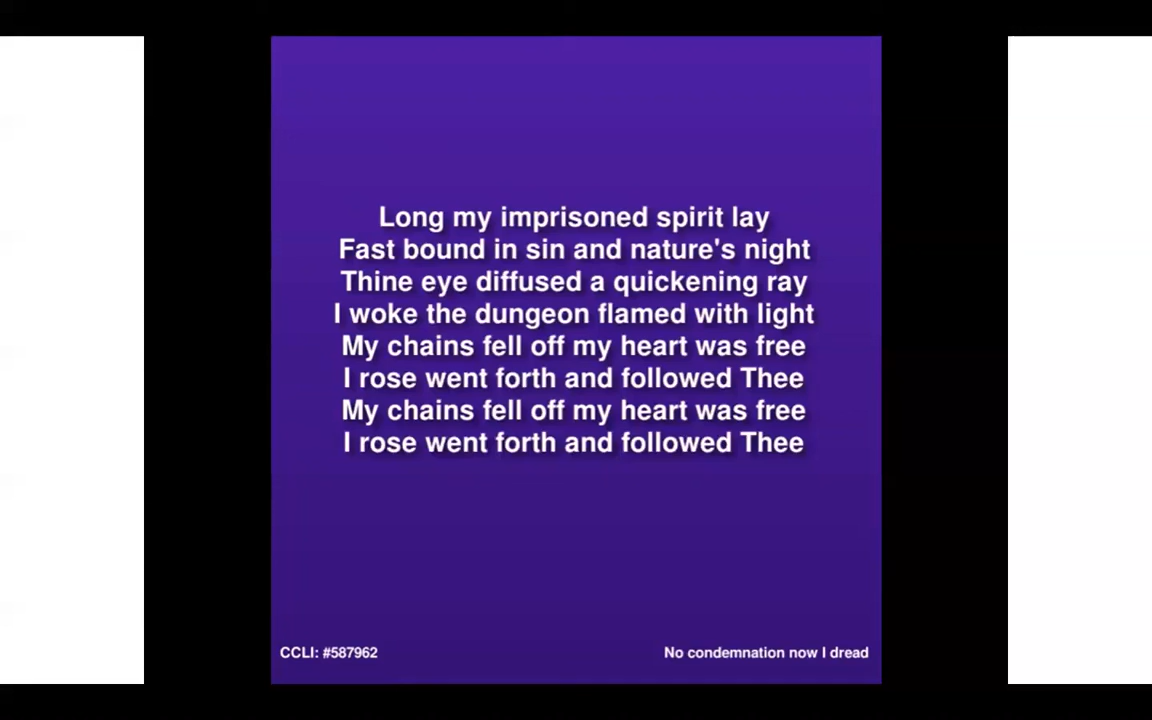 Long my imprisoned spirit lay
Fast bound in sin and nature's night
Thine eye diffused a quickening ray
I woke the dungeon flamed with light
My chains fell off my heart was free
I rose went forth and followed Thee
My chains fell off my heart was free
I rose went forth and followed Thee
CCLI: #587962
No condemnation now I dread